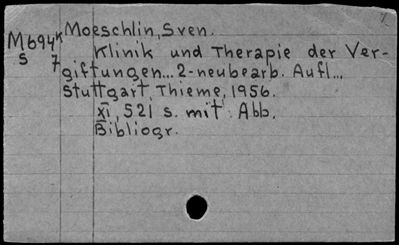 Moeschlin, Sven.
M694K
S 7
Klinik und Therapie der Ver-
giftungen... 2-neubearb. Aufl...
Stuttgart, Thieme, 1956.
XI, 521 s. mit Abb.
Bibliogr.